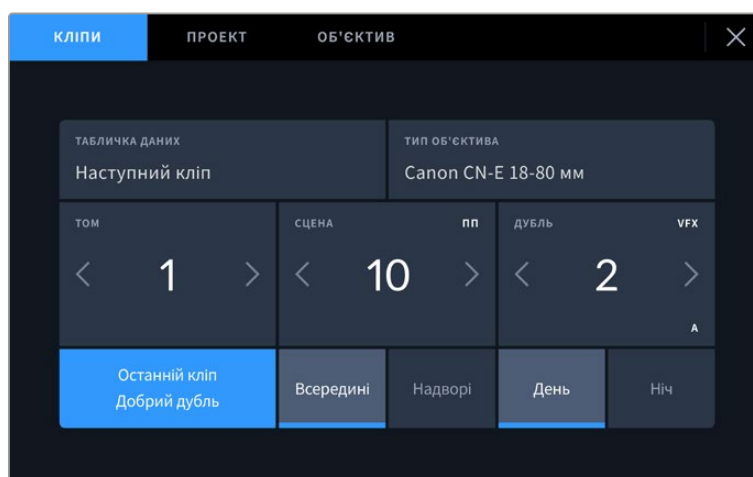 КЛІПИ ПРОЕКТ ОБ'ЄКТИВ
ТАБЛИЧКА ДАНИХ ТИП ОБ'ЄКТИВА
Наступний кліп Canon CN-E 18-80 мм
ТОМ СЦЕНА ПП ДУБЛЬ VFX
1 10 2
A
Останній кліп
Добрий дубль
Всередині Надворі День Ніч